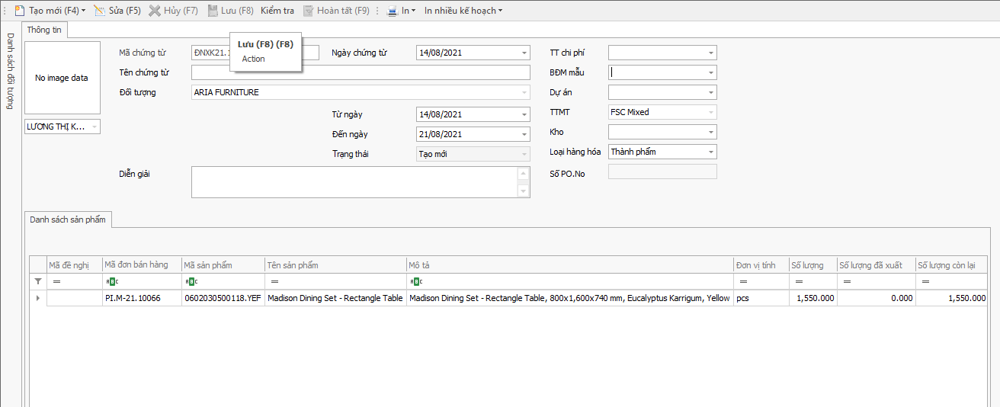 Tạo mới (F4) Sửa (F5) Hủy (F7) Lưu (F8) Kiểm tra Hoàn tất (F9) In In nhiều kế hoạch
Danh sách đối tượng
Thông tin
No image data
LƯƠNG THỊ K...
Lưu (F8) (F8)
Action
Mã chứng từ ĐNXK21. Ngày chứng từ 14/08/2021 TT chi phí
Tên chứng từ BĐM mẫu
Đối tượng ARIA FURNITURE Dự án
Từ ngày 14/08/2021 TTMT FSC Mixed
Đến ngày 21/08/2021 Kho
Trạng thái Tạo mới Loại hàng hóa Thành phẩm
Diễn giải Số PO.No
Danh sách sản phẩm
Mã đề nghị Mã đơn bán hàng Mã sản phẩm Tên sản phẩm Mô tả Đơn vị tính Số lượng Số lượng đã xuất Số lượng còn lại
= ABC ABC = ABC = = = =
PI.M-21.10066 0602030500118.YEF Madison Dining Set - Rectangle Table Madison Dining Set - Rectangle Table, 800x1,600x740 mm, Eucalyptus Karrigum, Yellow pcs 1,550.000 0.000 1,550.000